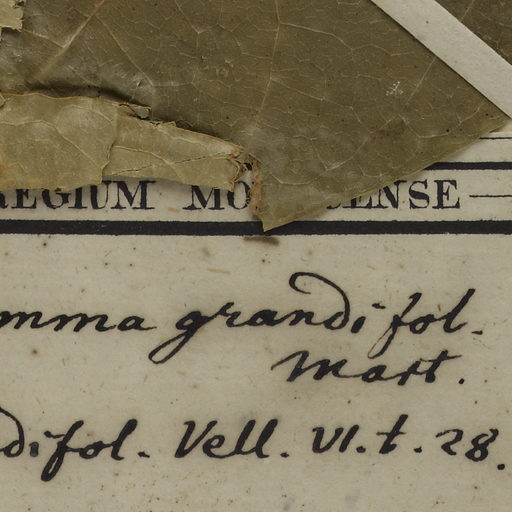 REGIUM MO ENSE
mma grandifol.
Mart.
difol. Vell. VI. t. 28.